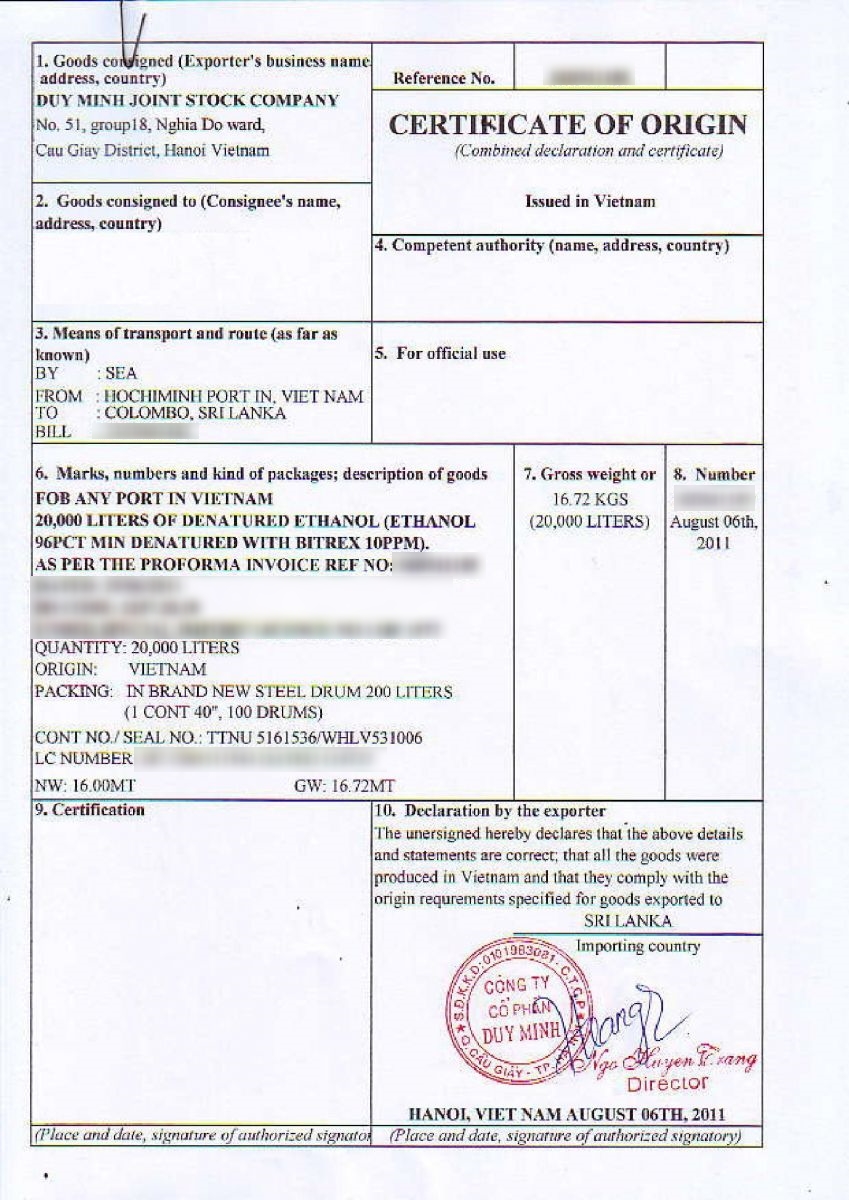 1. Goods consigned (Exporter's business name
address, country)
DUY MINH JOINT STOCK COMPANY
No. 51, group18, Nghia Do ward,
Cau Giay District, Hanoi Vietnam
Reference No.
CERTIFICATE OF ORIGIN
(Combined declaration and certificate)
Issued in Vietnam
2. Goods consigned to (Consignee's name,
address, country)
4. Competent authority (name, address, country)
3. Means of transport and route (as far as
known)
BY : SEA
FROM : HOCHIMINH PORT IN, VIET NAM
TO : COLOMBO, SRI LANKA
BILL
5. For official use
6. Marks, numbers and kind of packages; description of goods
FOB ANY PORT IN VIETNAM
20,000 LITERS OF DENATURED ETHANOL (ETHANOL
96PCT MIN DENATURED WITH BITREX 10PPM).
AS PER THE PROFORMA INVOICE REF NO:
QUANTITY: 20,000 LITERS
ORIGIN: VIETNAM
PACKING: IN BRAND NEW STEEL DRUM 200 LITERS
(1 CONT 40", 100 DRUMS)
CONT NO./ SEAL NO.: TTNU 5161536/WHLV531006
LC NUMBER
NW: 16.00MT GW: 16.72MT
7. Gross weight or
16.72 KGS
(20,000 LITERS)
8. Number
August 06th,
2011
9. Certification
(Place and date, signature of authorized signator
10. Declaration by the exporter
The unersigned hereby declares that the above details
and statements are correct; that all the goods were
produced in Vietnam and that they comply with the
origin requrements specified for goods exported to
SRI LANKA
Importing country
S.Đ.K.K.D:0101983081-C.T.C.P
CÔNG TY
CỔ PHẦN
DUY MINH
Q.CẦU GIẤY - TP.
Ngo Huyen Trang
Director
HANOI, VIET NAM AUGUST 06TH, 2011
(Place and date, signature of authorized signatory)